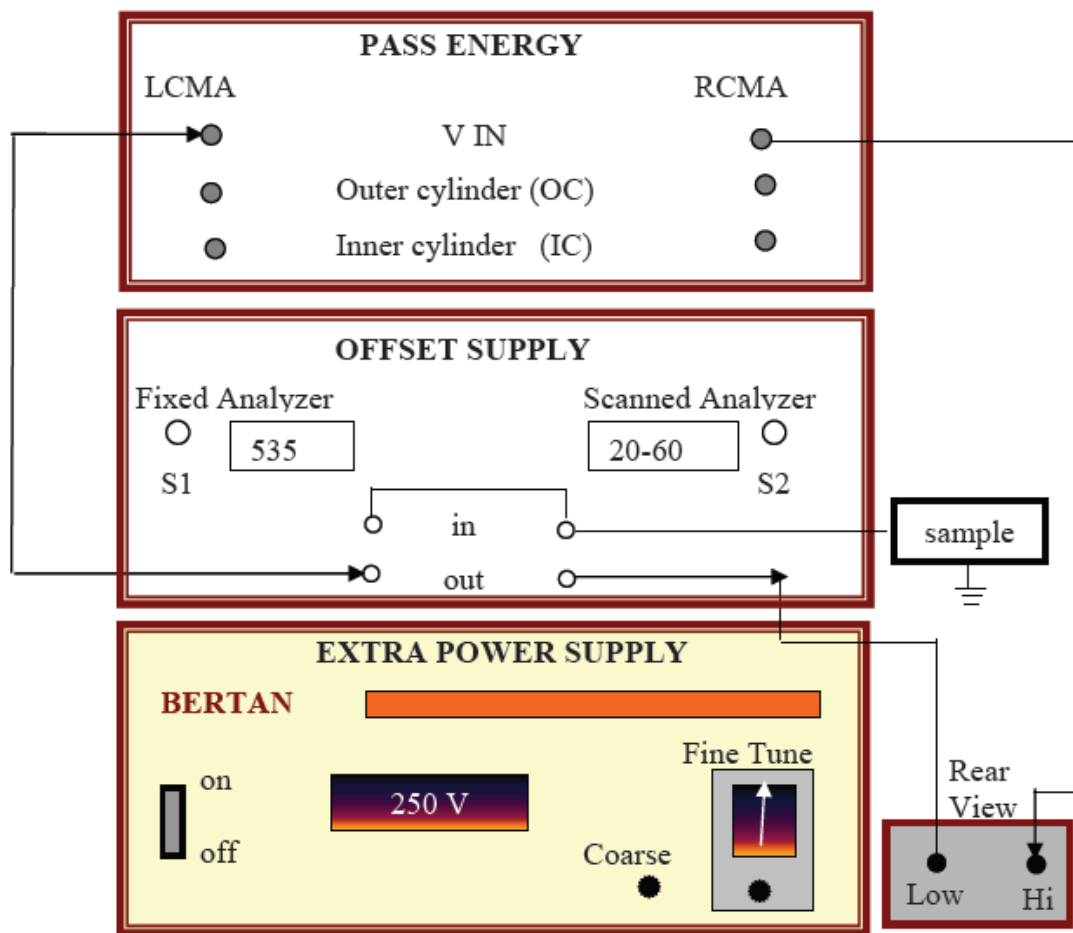 PASS ENERGY
LCMA
RCMA
V IN
Outer cylinder (OC)
Inner cylinder (IC)
OFFSET SUPPLY
Fixed Analyzer
Scanned Analyzer
535
20-60
S1
S2
in
sample
out
EXTRA POWER SUPPLY
BERTAN
Fine Tune
on
250 V
Rear
View
off
Coarse
Low
Hi